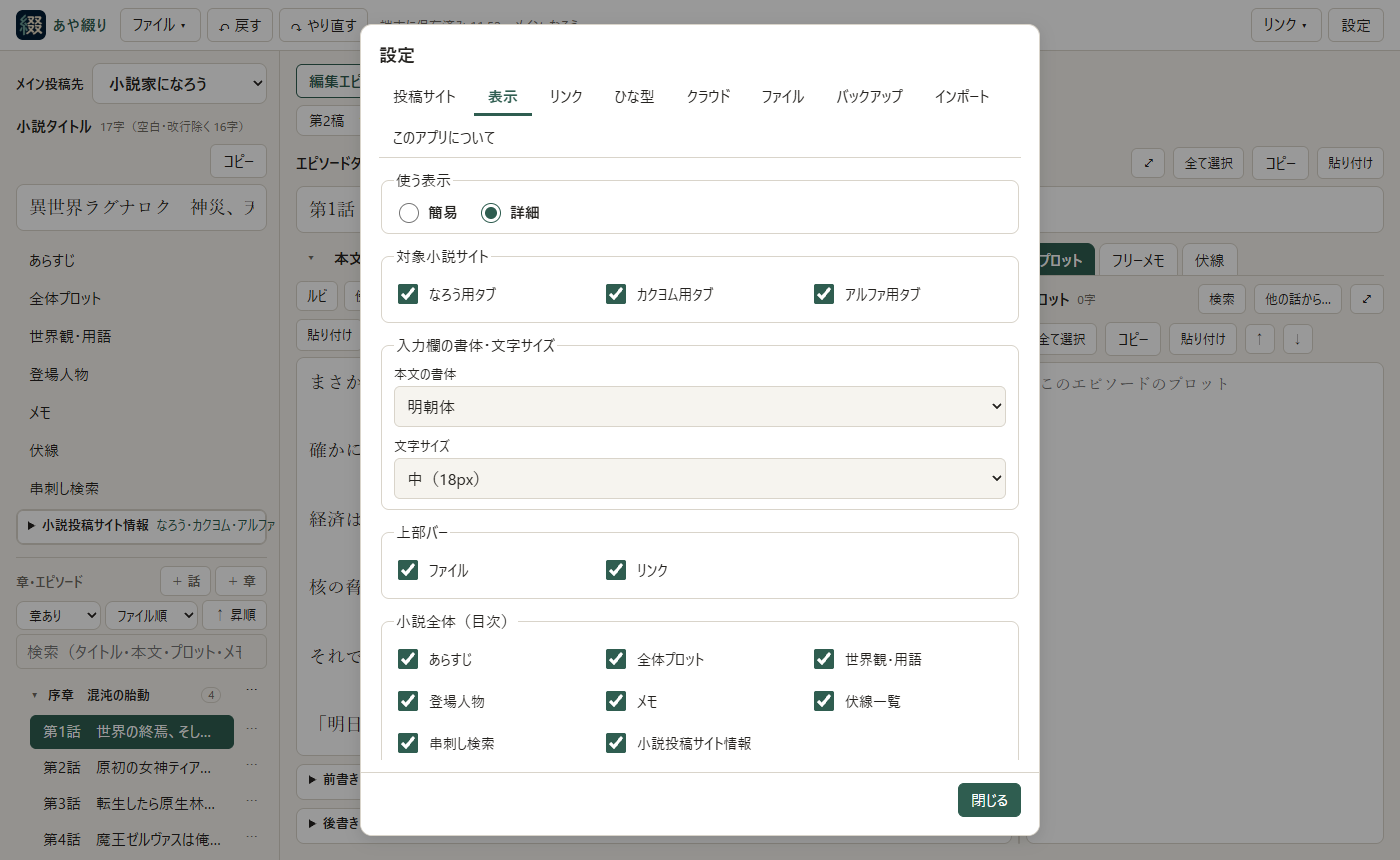 綴 あや綴り ファイル ▾ ↶ 戻す ↷ やり直す リンク ▾ 設定
メイン投稿先 小説家になろう
小説タイトル 17字（空白・改行除く16字）
コピー
異世界ラグナロク　神災、天
あらすじ
全体プロット
世界観・用語
登場人物
メモ
伏線
串刺し検索
▶ 小説投稿サイト情報 なろう・カクヨム・アルファ
章・エピソード ＋ 話 ＋ 章
章あり ファイル順 ↑ 昇順
検索（タイトル・本文・プロット・メモ
▾ 序章　混沌の胎動 4 …
第1話　世界の終焉、そし… …
第2話　原初の女神ティア… …
第3話　転生したら原生林… …
第4話　魔王ゼルヴァスは俺… …
編集エピ
第2稿
エピソードタ
第1話
▾ 本文
ルビ
貼り付け
まさか
確かに
経済は
核の脅
それで
「明日
▶ 前書き
▶ 後書き
設定
投稿サイト 表示 リンク ひな型 クラウド ファイル バックアップ インポート
このアプリについて
使う表示
簡易 詳細
対象小説サイト
なろう用タブ カクヨム用タブ アルファ用タブ
入力欄の書体・文字サイズ
本文の書体
明朝体
文字サイズ
中（18px）
上部バー
ファイル リンク
小説全体（目次）
あらすじ 全体プロット 世界観・用語
登場人物 メモ 伏線一覧
串刺し検索 小説投稿サイト情報
閉じる
⤢ 全て選択 コピー 貼り付け
プロット フリーメモ 伏線
ロット 0字 検索 他の話から… ⤢
全て選択 コピー 貼り付け ↑ ↓
このエピソードのプロット